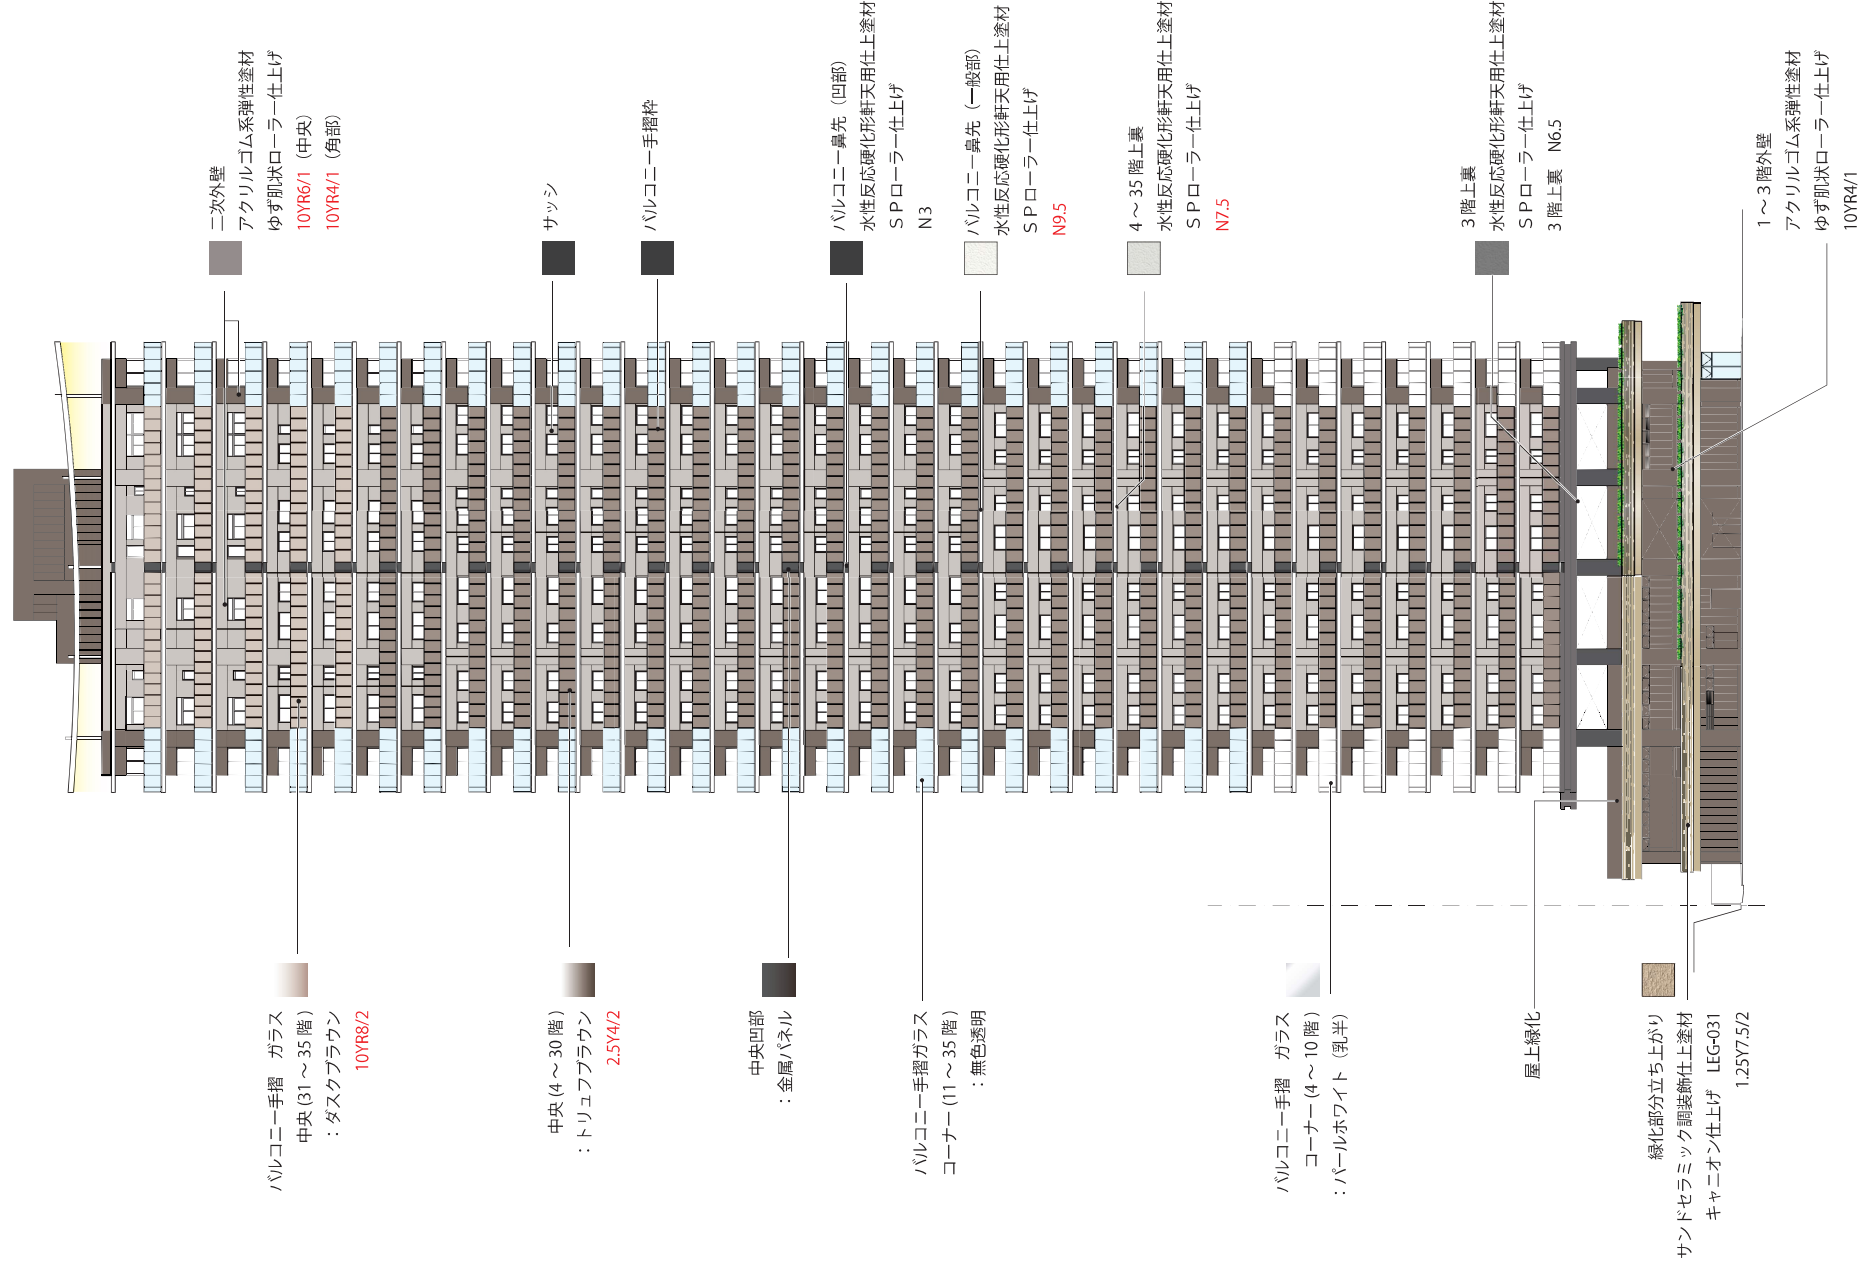 二次外壁
アクリルゴム系弾性塗材
ゆず肌状ローラー仕上げ
10YR6/1（中央）
10YR4/1（角部）
サッシ
バルコニー手摺枠
バルコニー鼻先（凹部）
水性反応硬化形軒天用仕上塗材
ＳＰローラー仕上げ
N3
バルコニー鼻先（一般部）
水性反応硬化形軒天用仕上塗材
ＳＰローラー仕上げ
N9.5
4～35階上裏
水性反応硬化形軒天用仕上塗材
ＳＰローラー仕上げ
N7.5
3階上裏
水性反応硬化形軒天用仕上塗材
ＳＰローラー仕上げ
3階上裏　N6.5
1～3階外壁
アクリルゴム系弾性塗材
ゆず肌状ローラー仕上げ
10YR4/1
バルコニー手摺　ガラス
中央(31～35階)
：ダスクブラウン
10YR8/2
中央(4～30階)
：トリュフブラウン
2.5Y4/2
中央凹部
：金属パネル
バルコニー手摺ガラス
コーナー(11～35階)
：無色透明
バルコニー手摺　ガラス
コーナー(4～10階)
：パールホワイト（乳半）
屋上緑化
緑化部分立ち上がり
サンドセラミック調装飾仕上塗材
キャニオン仕上げ　LEG-031
1.25Y7.5/2